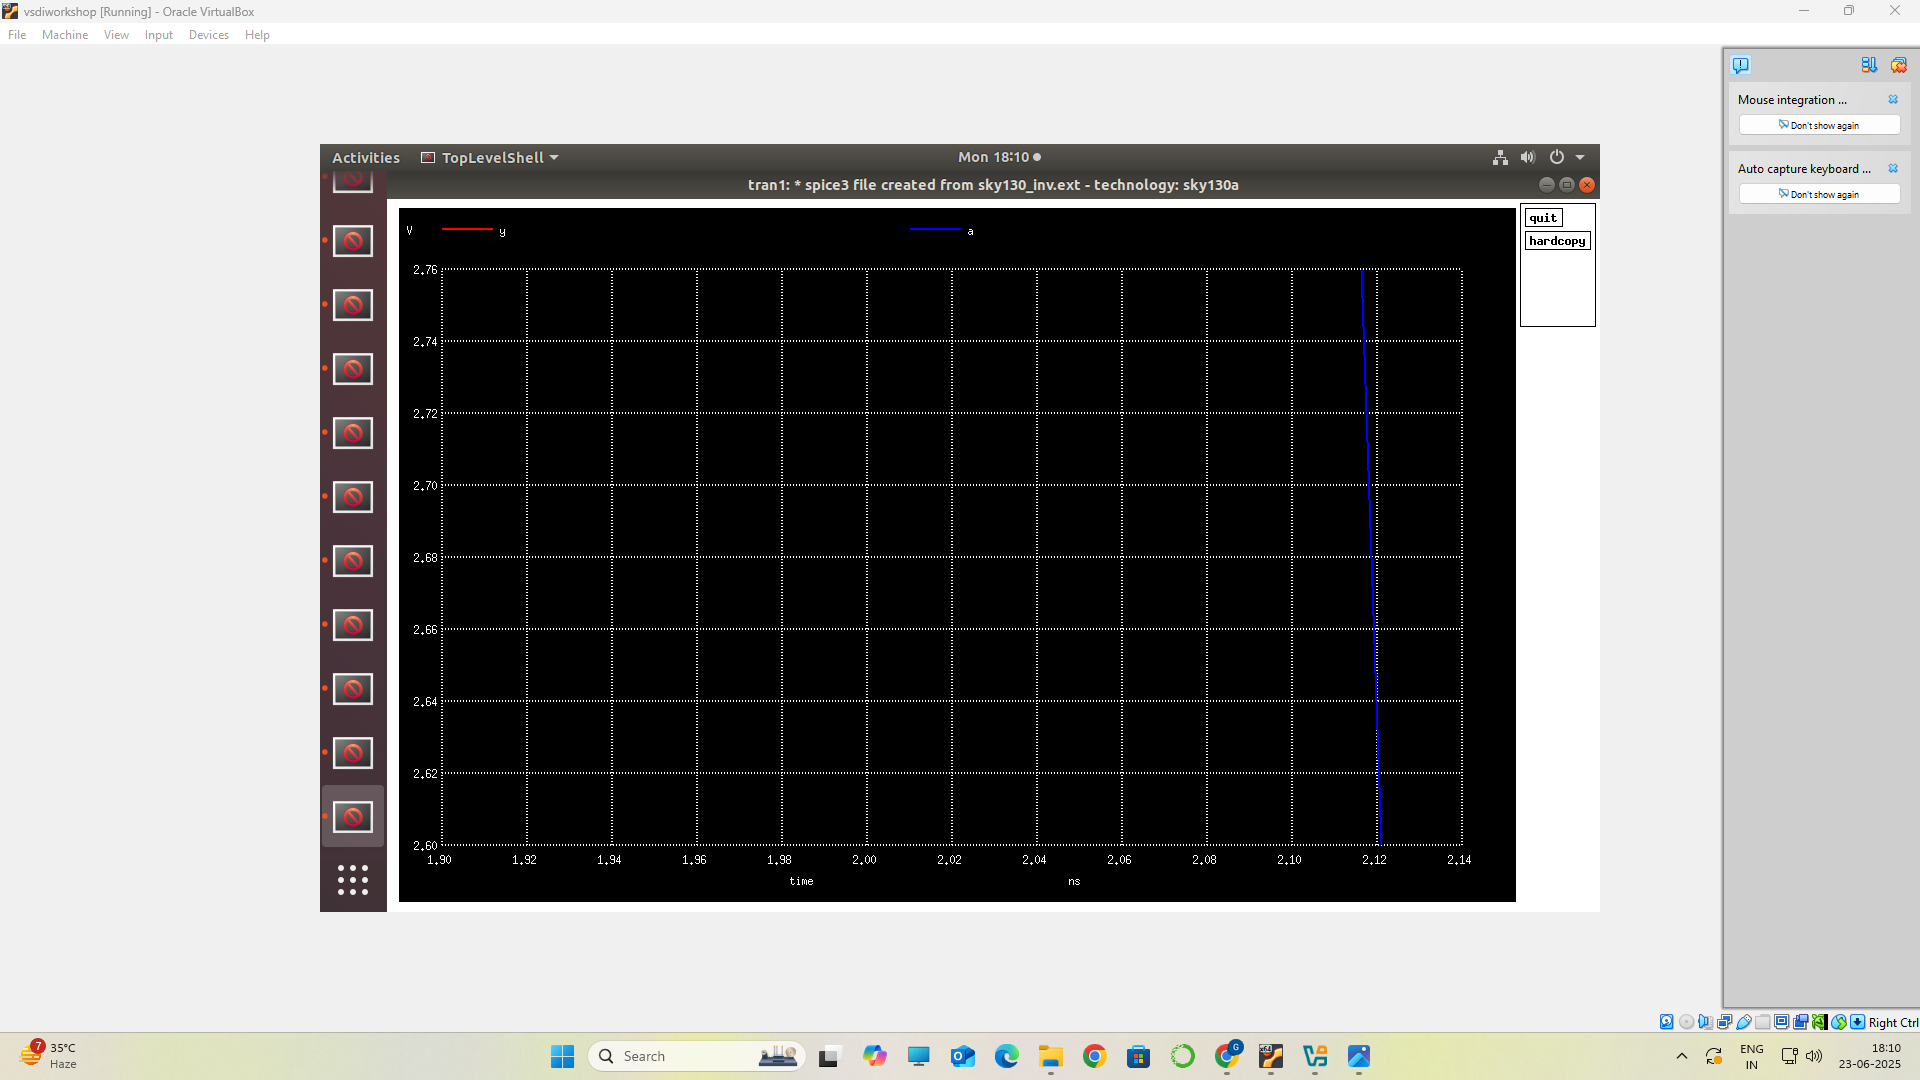 vsdiworkshop [Running] - Oracle VirtualBox
File Machine View Input Devices Help
Mouse integration ...
Don't show again
Auto capture keyboard ...
Don't show again
Activities TopLevelShell Mon 18:10
tran1: * spice3 file created from sky130_inv.ext - technology: sky130a
quit
hardcopy
V y a
2.76
2.74
2.72
2.70
2.68
2.66
2.64
2.62
2.60
1.90 1.92 1.94 1.96 1.98 2.00 2.02 2.04 2.06 2.08 2.10 2.12 2.14
time ns
Right Ctrl
7
35°C
Haze
Search
G
x64
ENG
IN
18:10
23-06-2025